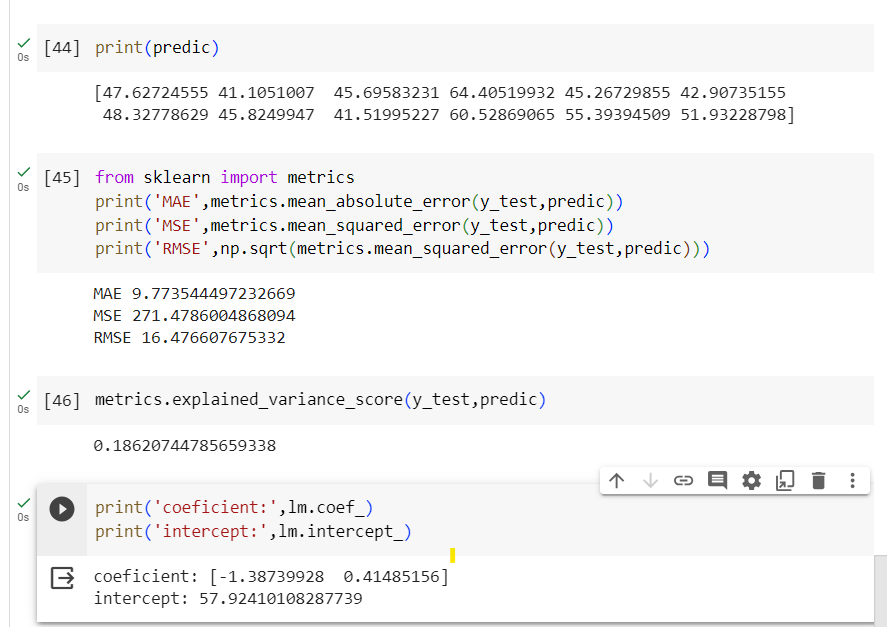 [44] print(predic)
0s
[47.62724555 41.1051007  45.69583231 64.40519932 45.26729855 42.90735155
 48.32778629 45.8249947  41.51995227 60.52869065 55.39394509 51.93228798]
[45] from sklearn import metrics
0s
print('MAE',metrics.mean_absolute_error(y_test,predic))
print('MSE',metrics.mean_squared_error(y_test,predic))
print('RMSE',np.sqrt(metrics.mean_squared_error(y_test,predic)))
MAE 9.773544497232669
MSE 271.4786004868094
RMSE 16.476607675332
[46] metrics.explained_variance_score(y_test,predic)
0s
0.18620744785659338
print('coeficient:',lm.coef_)
0s
print('intercept:',lm.intercept_)
coeficient: [-1.38739928  0.41485156]
intercept: 57.92410108287739